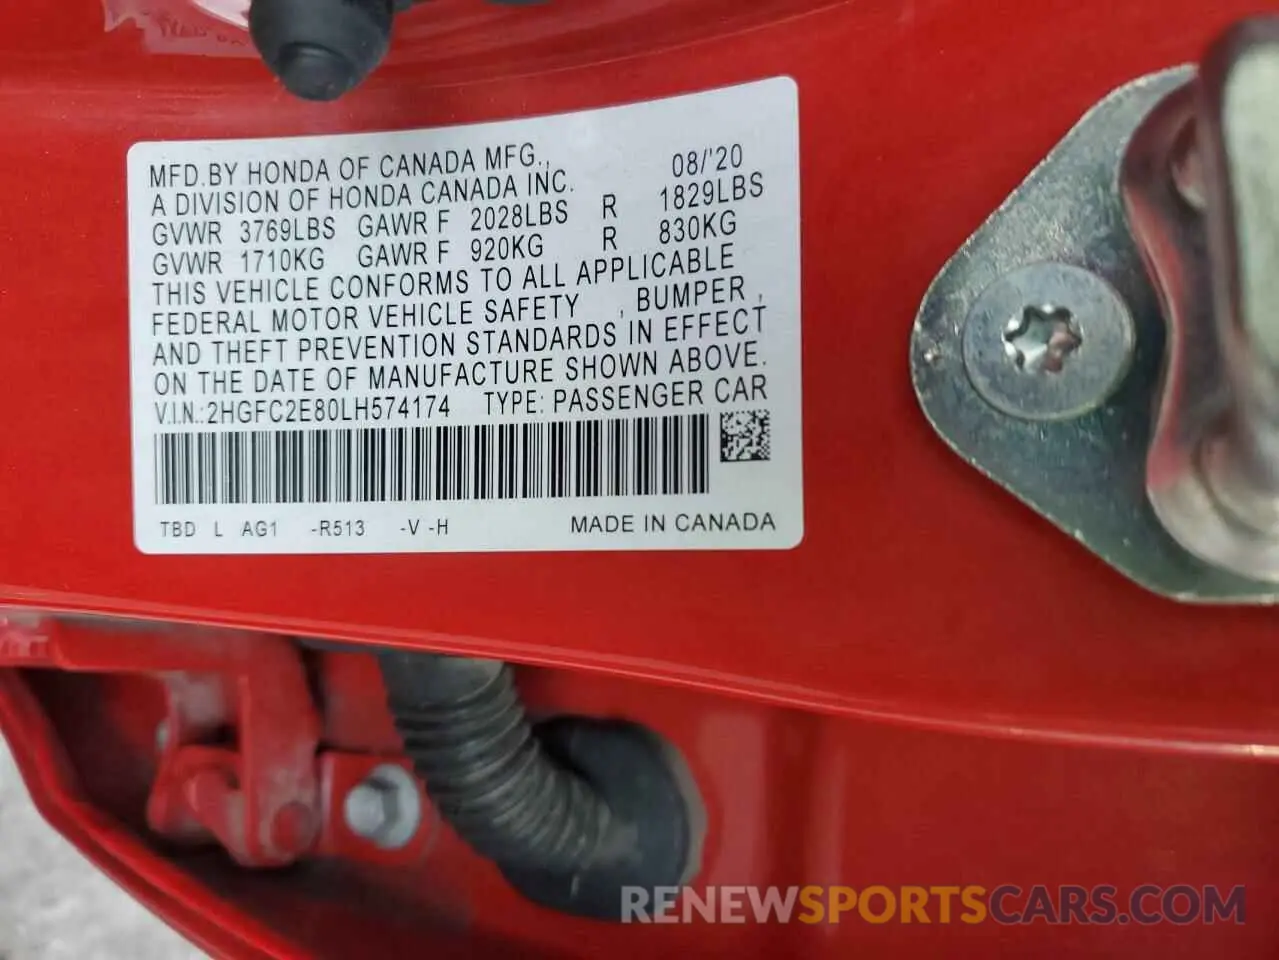 MFD.BY HONDA OF CANADA MFG., 08/'20
A DIVISION OF HONDA CANADA INC.
GVWR 3769LBS GAWR F 2028LBS R 1829LBS
GVWR 1710KG GAWR F 920KG R 830KG
THIS VEHICLE CONFORMS TO ALL APPLICABLE
FEDERAL MOTOR VEHICLE SAFETY , BUMPER ,
AND THEFT PREVENTION STANDARDS IN EFFECT
ON THE DATE OF MANUFACTURE SHOWN ABOVE.
V.I.N.:2HGFC2E80LH574174 TYPE: PASSENGER CAR
TBD L AG1 -R513 -V -H MADE IN CANADA
RENEWSPORTSCARS.COM